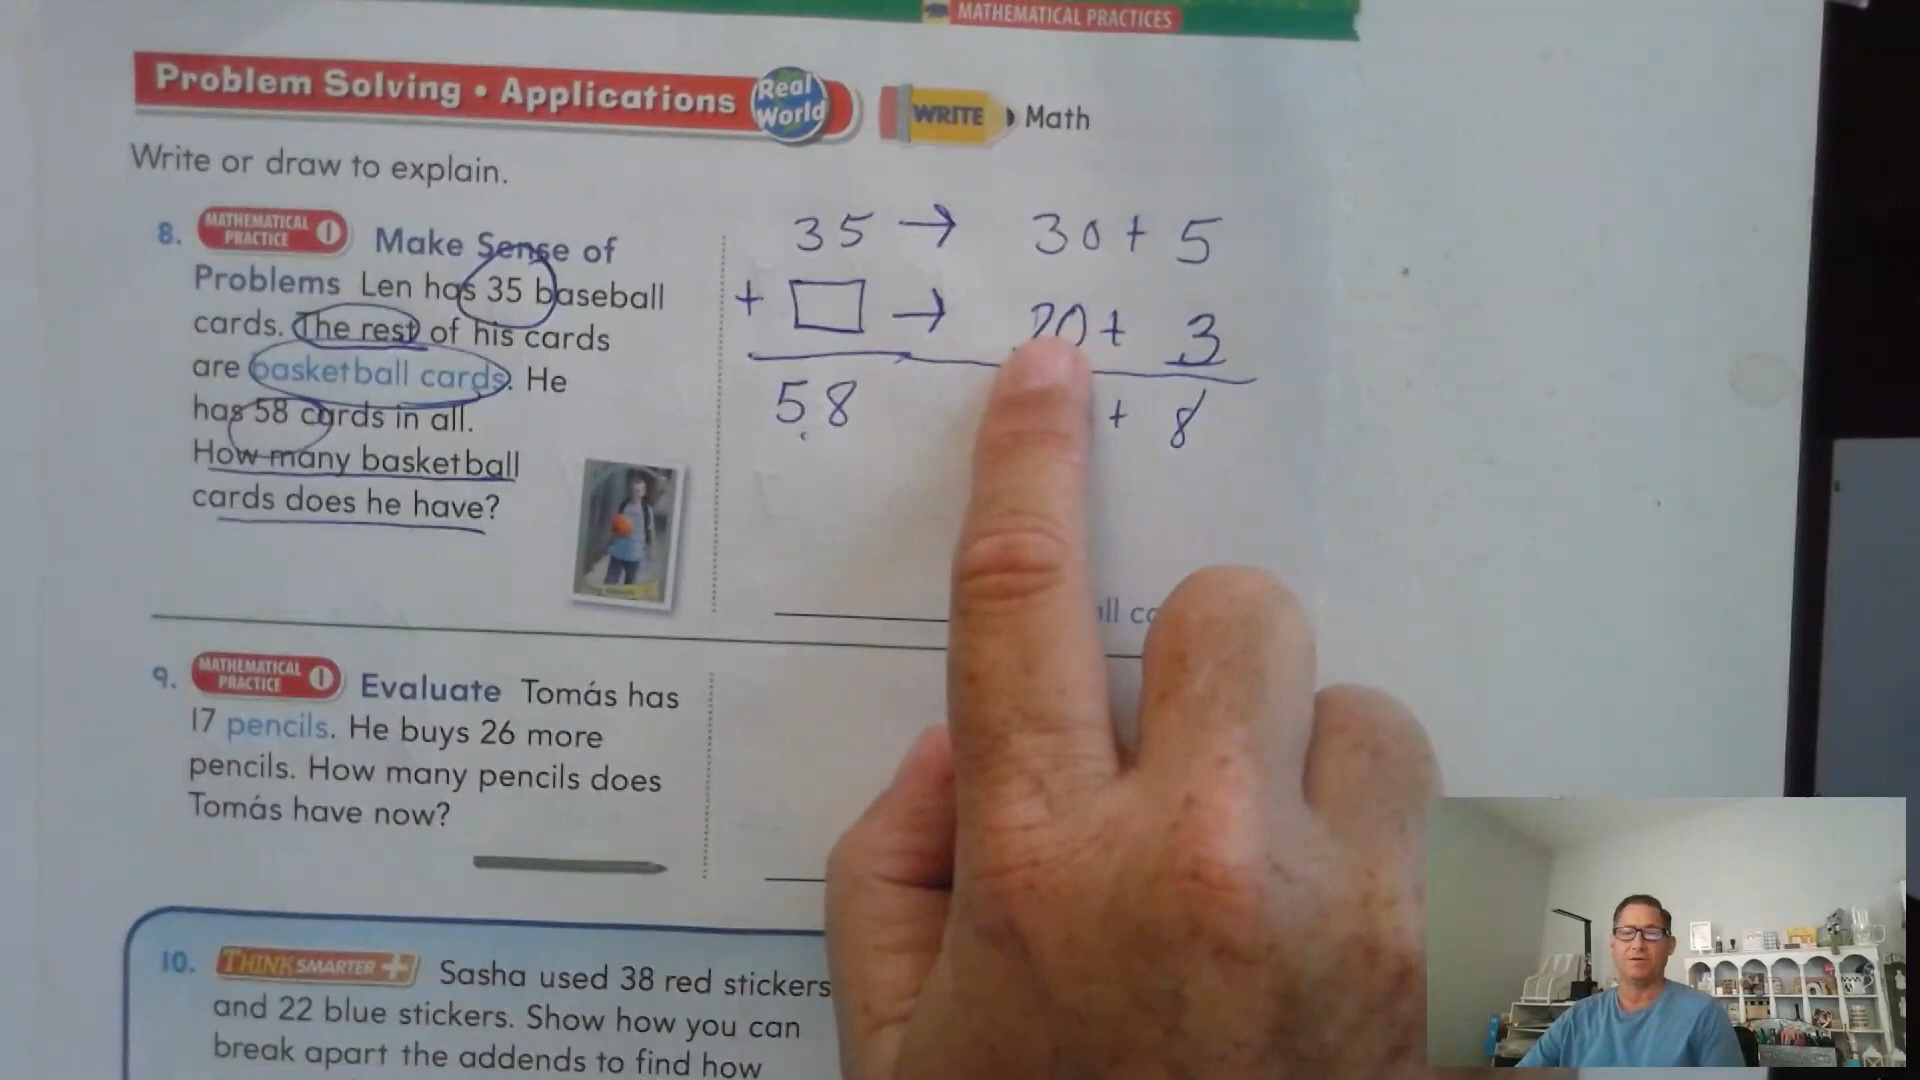 MATHEMATICAL PRACTICES
Problem Solving • Applications Real World WRITE Math
Write or draw to explain.
8. MATHEMATICAL PRACTICE 1 Make Sense of
Problems Len has 35 baseball
cards. The rest of his cards
are basketball cards. He
has 58 cards in all.
How many basketball
cards does he have?
35 → 30 + 5
+ □ → 20 + 3
58 + 8
9. MATHEMATICAL PRACTICE 1 Evaluate Tomás has
17 pencils. He buys 26 more
pencils. How many pencils does
Tomás have now?
10. THINK SMARTER + Sasha used 38 red stickers
and 22 blue stickers. Show how you can
break apart the addends to find how